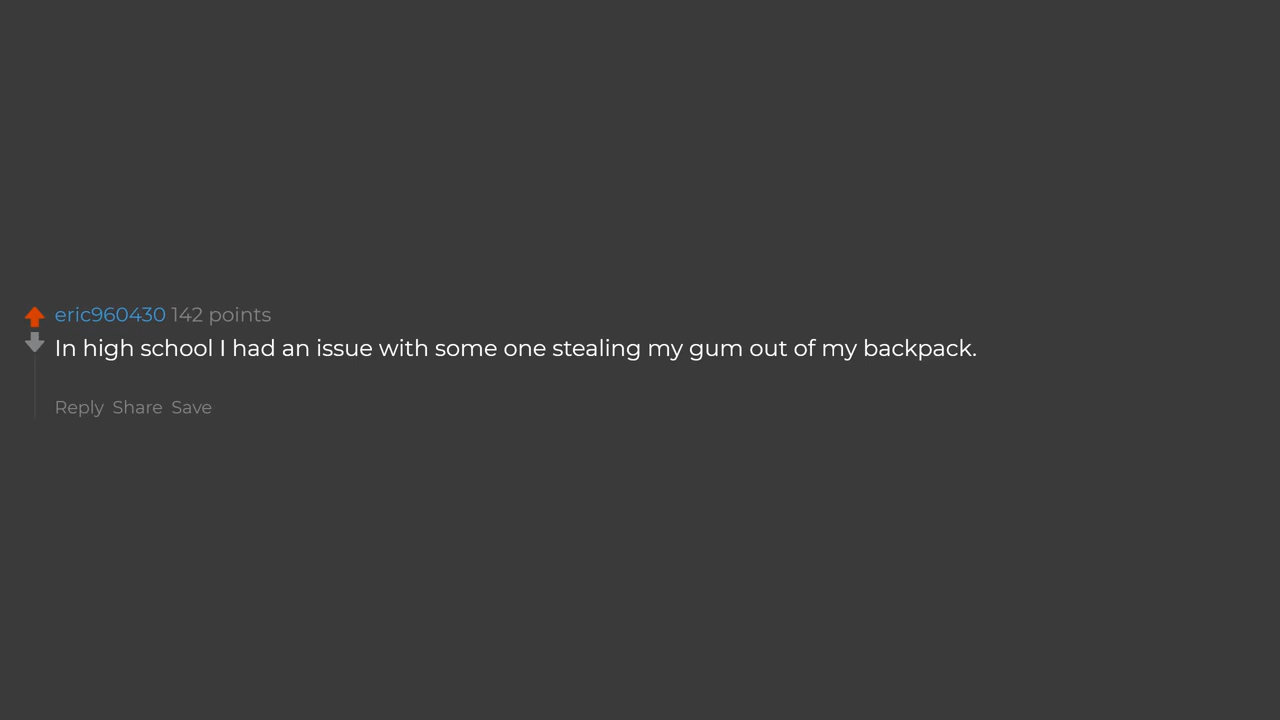 eric960430 142 points
In high school I had an issue with some one stealing my gum out of my backpack.
Reply Share Save